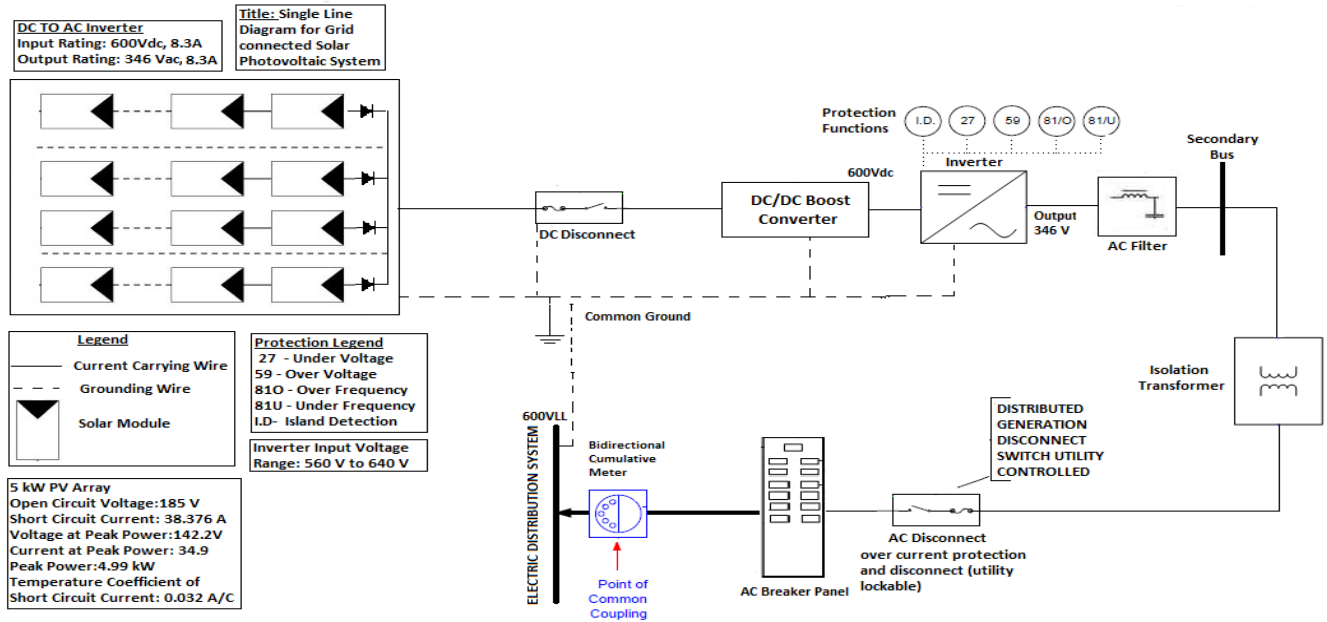 DC TO AC Inverter
Input Rating: 600Vdc, 8.3A
Output Rating: 346 Vac, 8.3A
Title: Single Line
Diagram for Grid
connected Solar
Photovoltaic System
Protection
Functions
I.D.
27
59
81/O
81/U
Inverter
600Vdc
DC/DC Boost
Converter
DC Disconnect
Output
346 V
AC Filter
Secondary
Bus
Common Ground
Isolation
Transformer
Legend
Current Carrying Wire
Grounding Wire
Solar Module
Protection Legend
27 - Under Voltage
59 - Over Voltage
81O - Over Frequency
81U - Under Frequency
I.D- Island Detection
Inverter Input Voltage
Range: 560 V to 640 V
5 kW PV Array
Open Circuit Voltage:185 V
Short Circuit Current: 38.376 A
Voltage at Peak Power:142.2V
Current at Peak Power: 34.9
Peak Power:4.99 kW
Temperature Coefficient of
Short Circuit Current: 0.032 A/C
600VLL
ELECTRIC DISTRIBUTION SYSTEM
Bidirectional
Cumulative
Meter
Point of
Common
Coupling
AC Breaker Panel
DISTRIBUTED
GENERATION
DISCONNECT
SWITCH UTILITY
CONTROLLED
AC Disconnect
over current protection
and disconnect (utility
lockable)